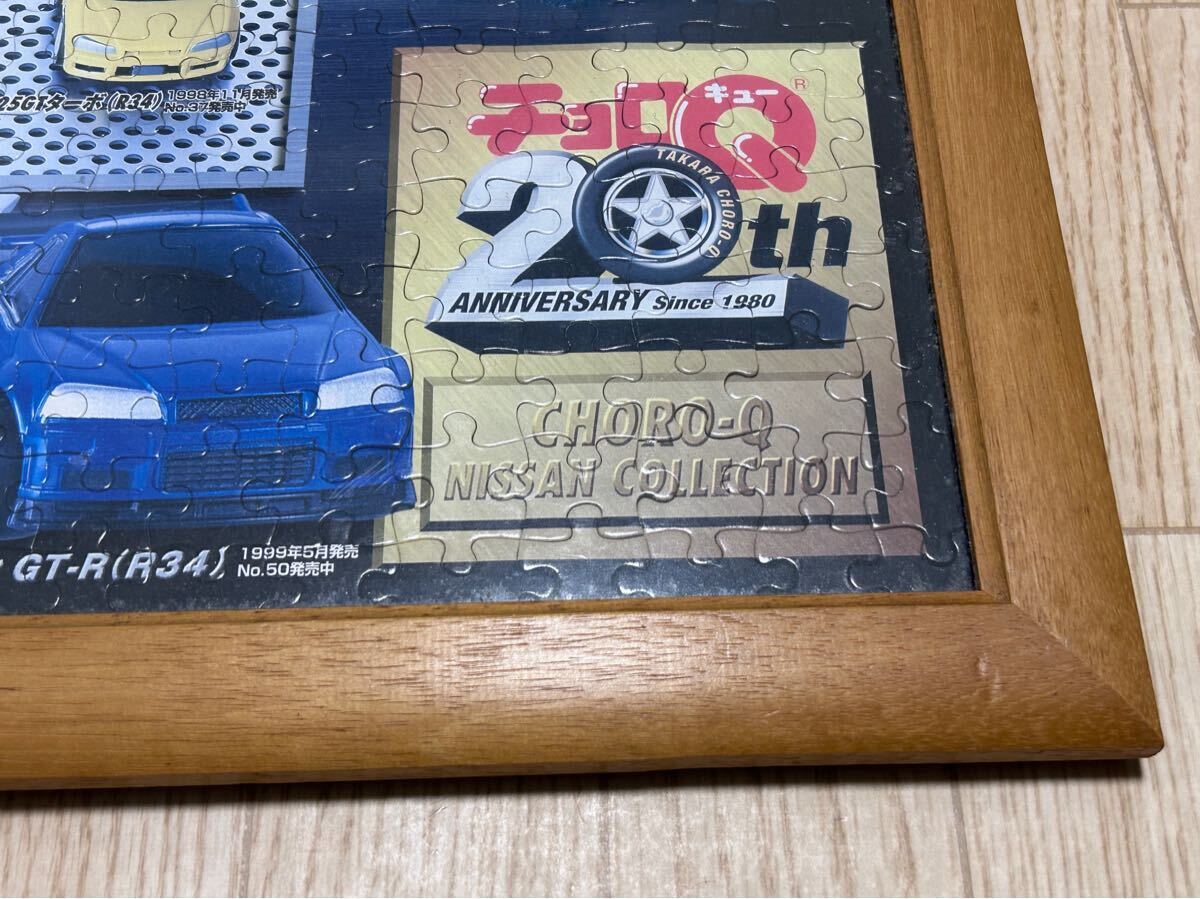 25GTターボ(R34) 1998年11月発売
No.37発売中
チョロQ®
キュー
TAKARA CHORO-Q
20th
ANNIVERSARY Since 1980
CHORO-Q
NISSAN COLLECTION
GT-R(R34) 1999年5月発売
No.50発売中